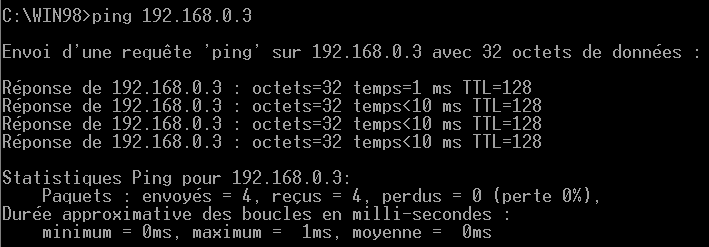 C:\WIN98>ping 192.168.0.3
Envoi d'une requête 'ping' sur 192.168.0.3 avec 32 octets de données :
Réponse de 192.168.0.3 : octets=32 temps=1 ms TTL=128
Réponse de 192.168.0.3 : octets=32 temps<10 ms TTL=128
Réponse de 192.168.0.3 : octets=32 temps<10 ms TTL=128
Réponse de 192.168.0.3 : octets=32 temps<10 ms TTL=128
Statistiques Ping pour 192.168.0.3:
Paquets : envoyés = 4, reçus = 4, perdus = 0 (perte 0%),
Durée approximative des boucles en milli-secondes :
minimum = 0ms, maximum =  1ms, moyenne =  0ms